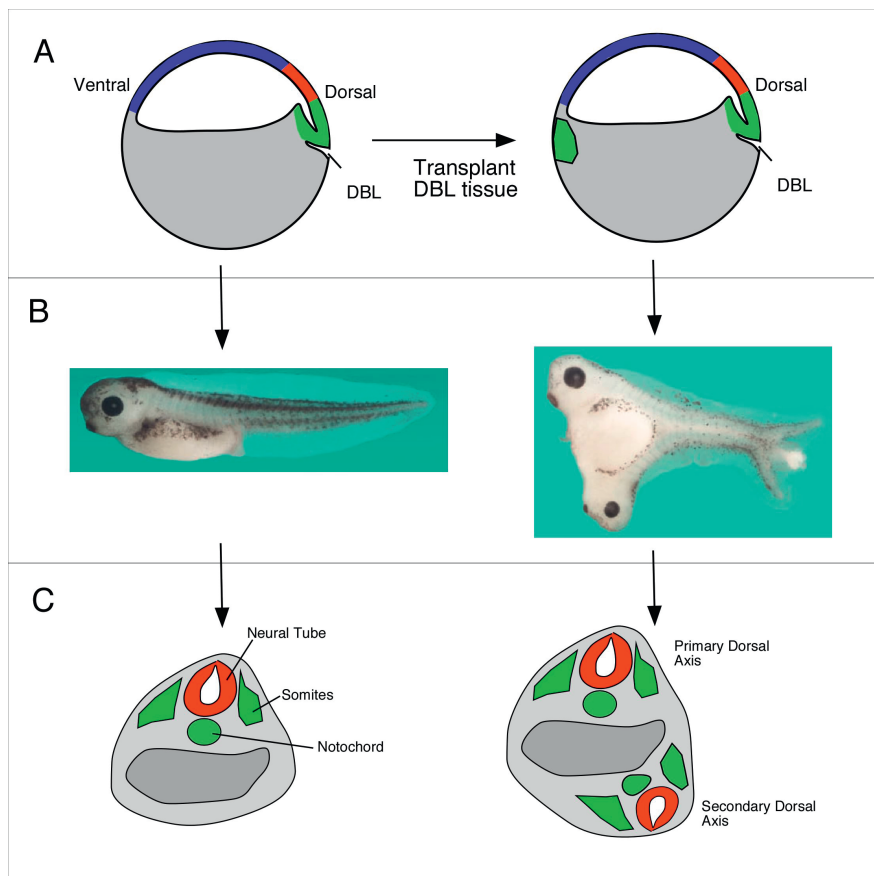 A
Ventral
Dorsal
DBL
Transplant
DBL tissue
Dorsal
DBL
B
C
Neural Tube
Somites
Notochord
Primary Dorsal
Axis
Secondary Dorsal
Axis